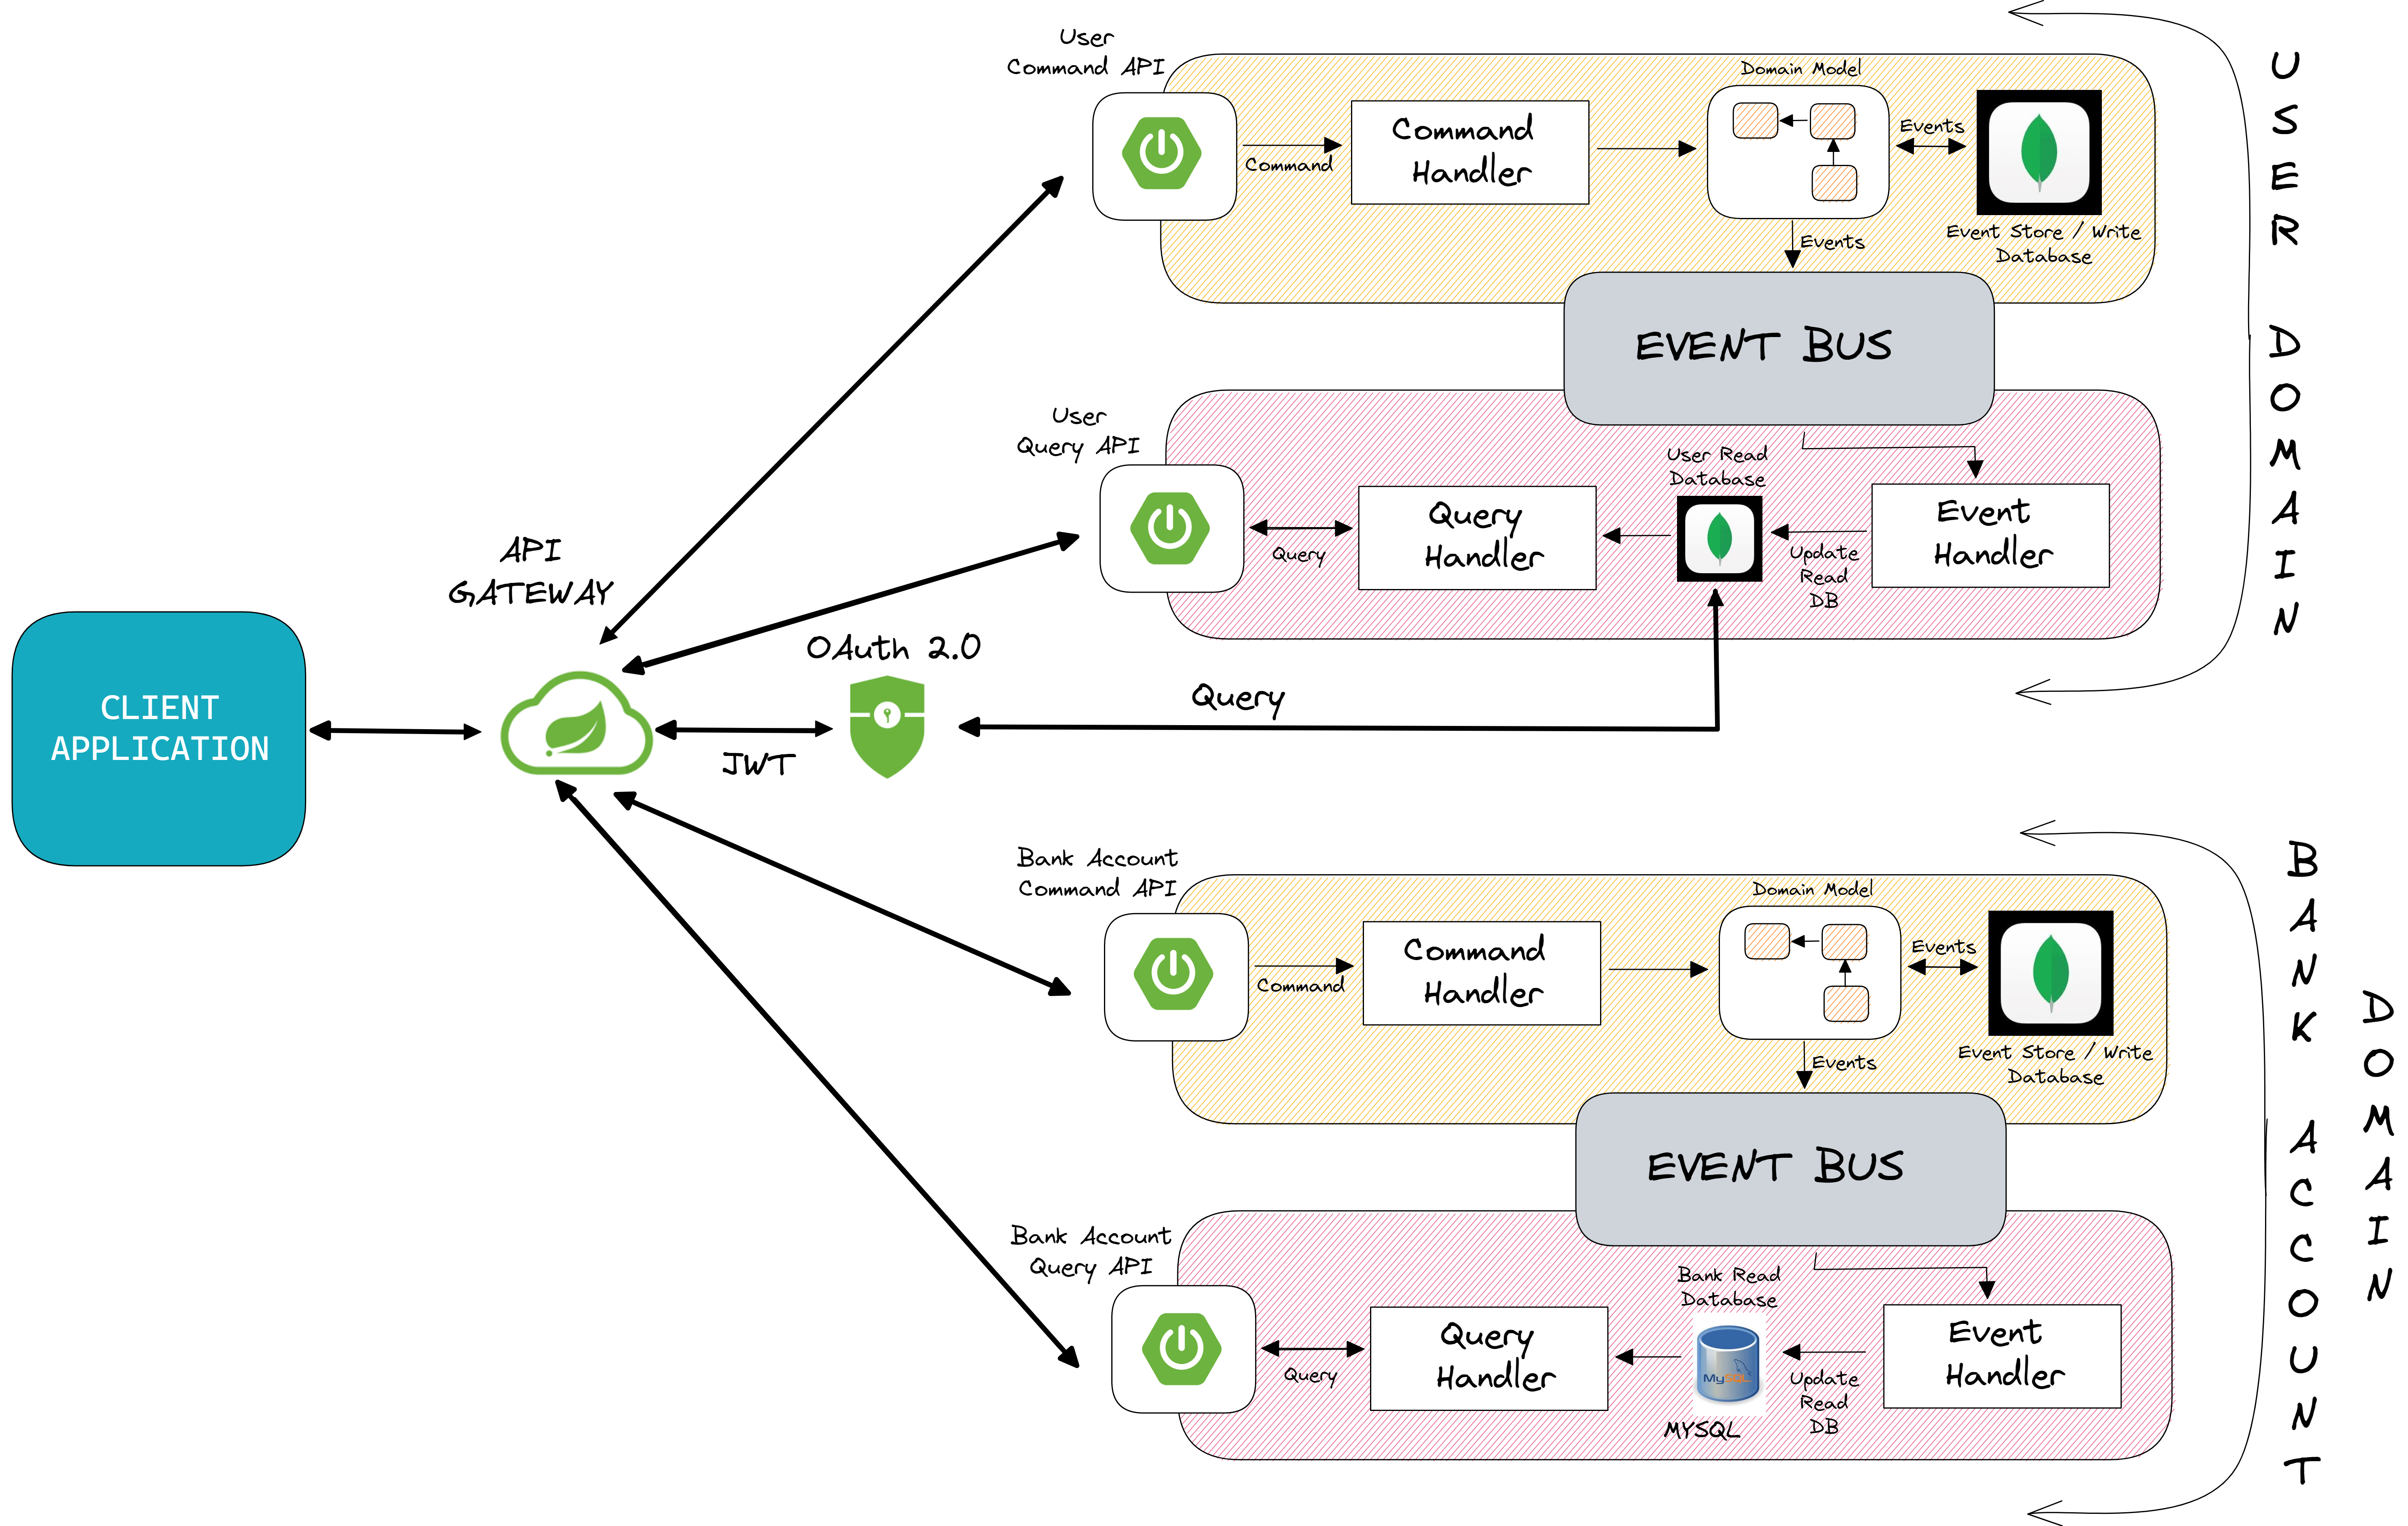 User
Command API
Domain Model
Command
Handler
Command
Events
Event Store / Write
Database
Events
EVENT BUS
User
Query API
User Read
Database
Query
Handler
Query
Event
Handler
Update
Read
DB
USER DOMAIN
API
GATEWAY
CLIENT
APPLICATION
OAuth 2.0
JWT
Query
Bank Account
Command API
Domain Model
Command
Handler
Command
Events
Event Store / Write
Database
Events
EVENT BUS
Bank Account
Query API
Bank Read
Database
Query
Handler
Query
MySQL
MYSQL
Event
Handler
Update
Read
DB
BANK ACCOUNT
DOMAIN